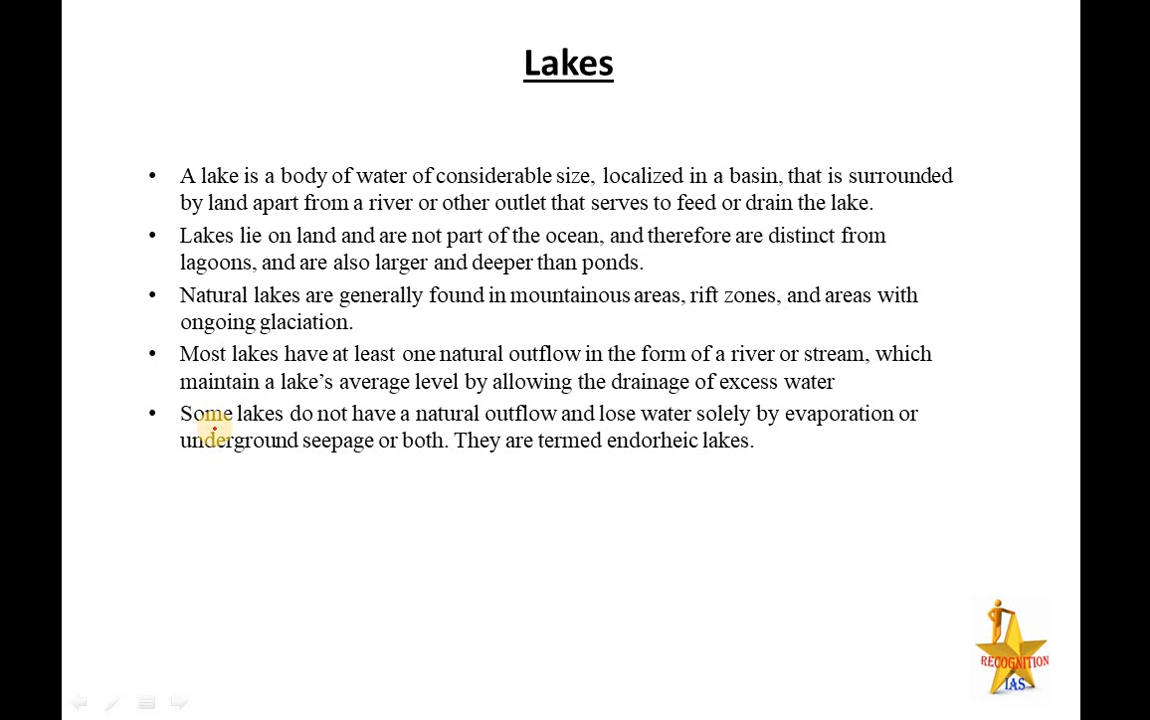 Lakes
• A lake is a body of water of considerable size, localized in a basin, that is surrounded
by land apart from a river or other outlet that serves to feed or drain the lake.
• Lakes lie on land and are not part of the ocean, and therefore are distinct from
lagoons, and are also larger and deeper than ponds.
• Natural lakes are generally found in mountainous areas, rift zones, and areas with
ongoing glaciation.
• Most lakes have at least one natural outflow in the form of a river or stream, which
maintain a lake’s average level by allowing the drainage of excess water
• Some lakes do not have a natural outflow and lose water solely by evaporation or
underground seepage or both. They are termed endorheic lakes.
RECOGNITION
IAS